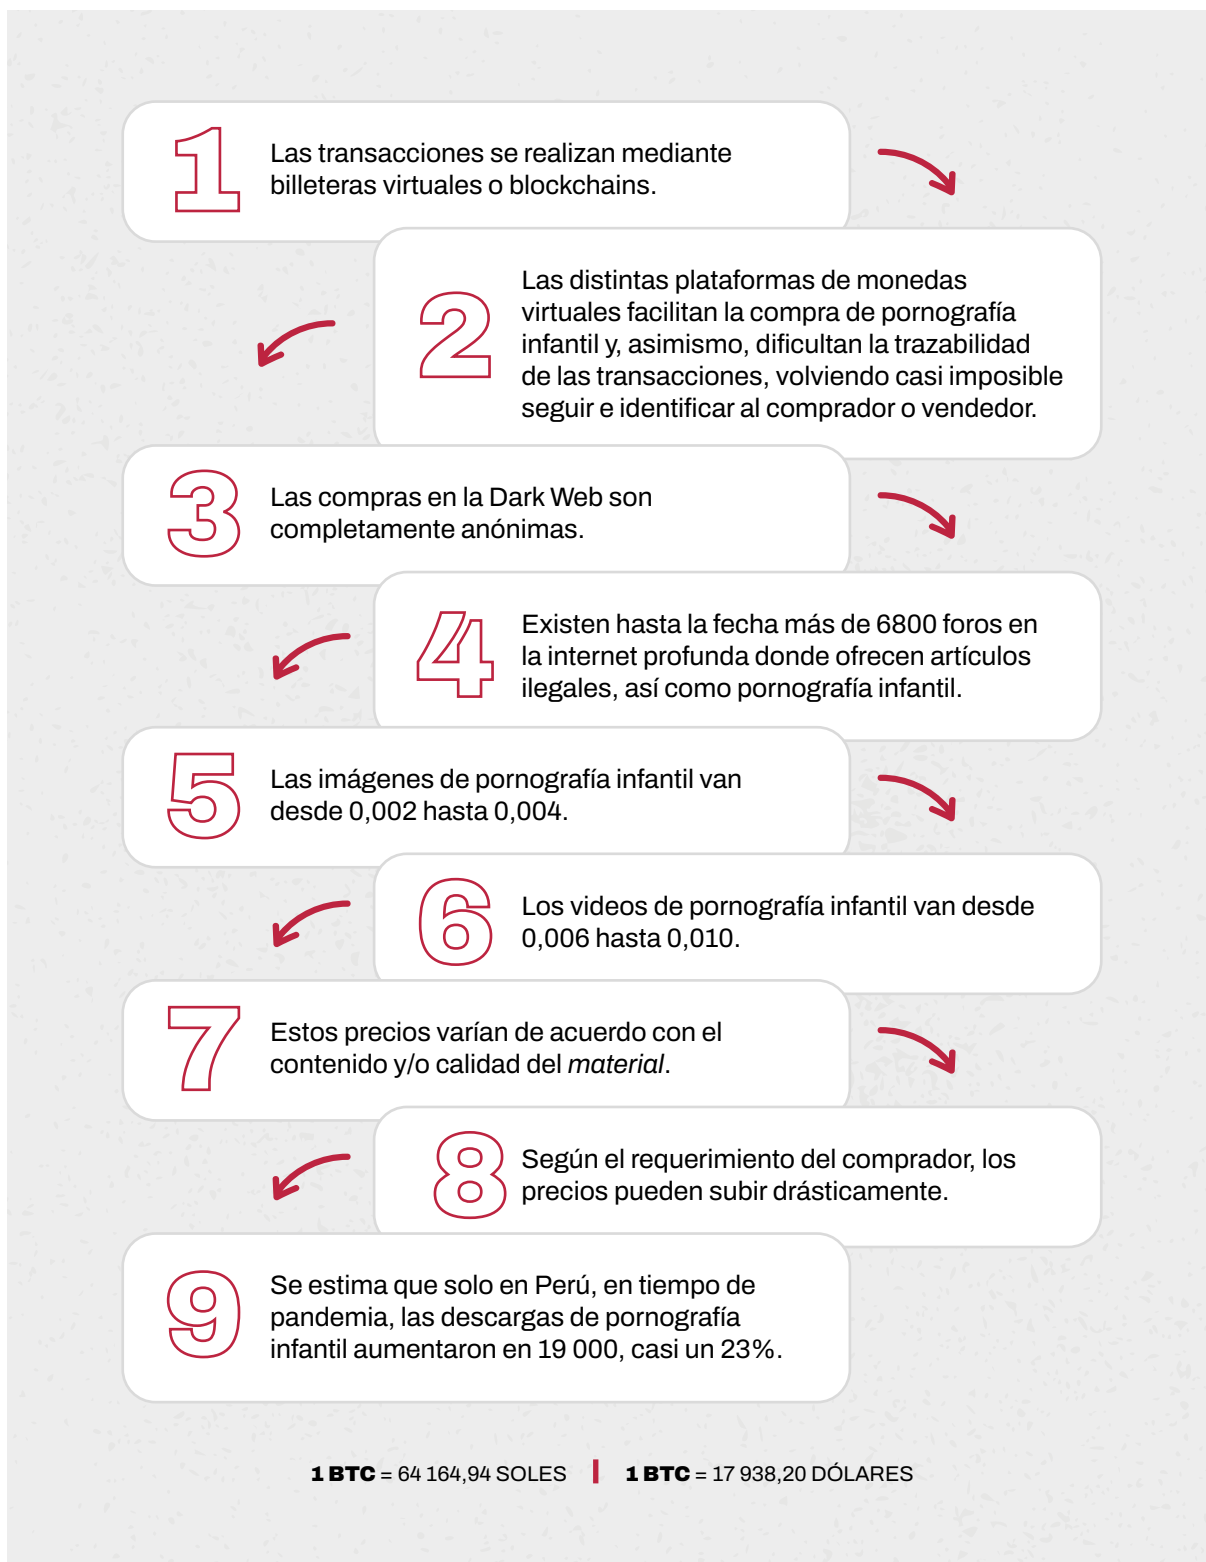 1
Las transacciones se realizan mediante
billeteras virtuales o blockchains.
2
Las distintas plataformas de monedas
virtuales facilitan la compra de pornografía
infantil y, asimismo, dificultan la trazabilidad
de las transacciones, volviendo casi imposible
seguir e identificar al comprador o vendedor.
3
Las compras en la Dark Web son
completamente anónimas.
4
Existen hasta la fecha más de 6800 foros en
la internet profunda donde ofrecen artículos
ilegales, así como pornografía infantil.
5
Las imágenes de pornografía infantil van
desde 0,002 hasta 0,004.
6
Los videos de pornografía infantil van desde
0,006 hasta 0,010.
7
Estos precios varían de acuerdo con el
contenido y/o calidad del material.
8
Según el requerimiento del comprador, los
precios pueden subir drásticamente.
9
Se estima que solo en Perú, en tiempo de
pandemia, las descargas de pornografía
infantil aumentaron en 19 000, casi un 23%.
1 BTC = 64 164,94 SOLES | 1 BTC = 17 938,20 DÓLARES